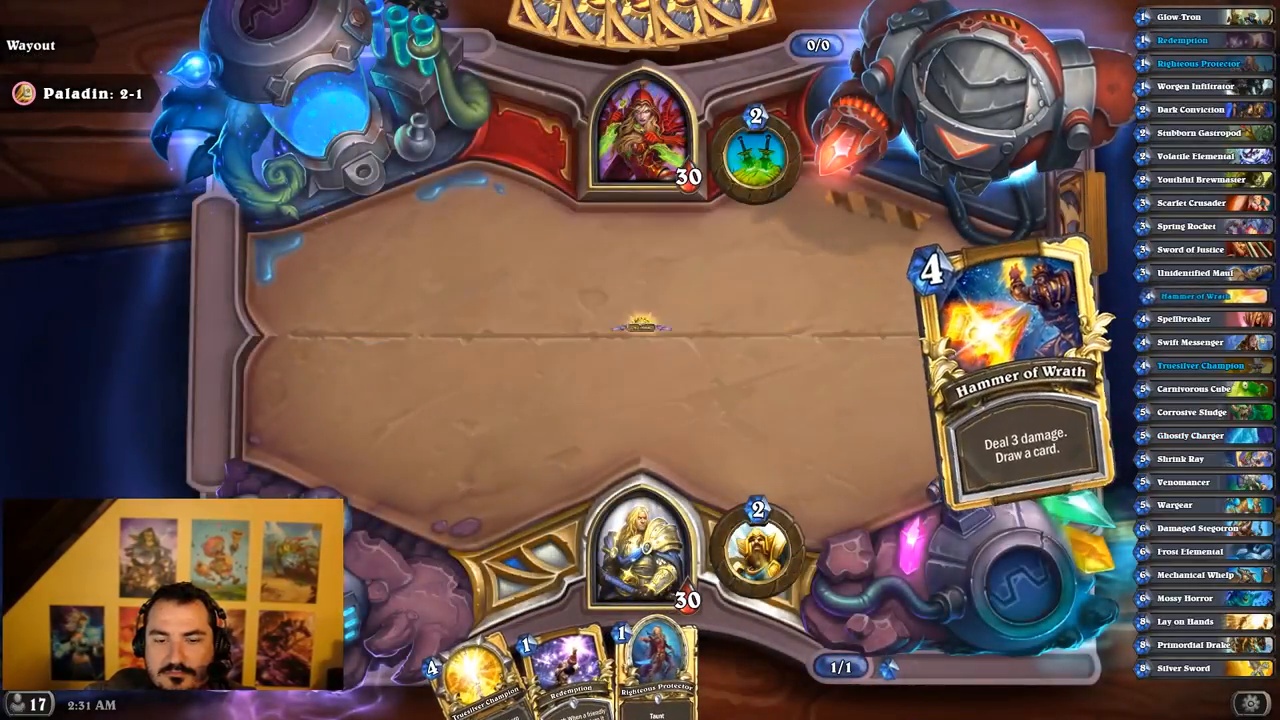 Wayout
Paladin: 2-1
0/0
2
30
4
Hammer of Wrath
Deal 3 damage.
Draw a card.
2
30
4
Truesilver Champion
1
Redemption
When a friendly
1
Righteous Protector
Taunt
1/1
17
2:31 AM
1 Glow-Tron
1 Redemption
1 Righteous Protector
1 Worgen Infiltrator
2 Dark Conviction
2 Stubborn Gastropod
2 Volatile Elemental
2 Youthful Brewmaster
3 Scarlet Crusader
3 Spring Rocket
3 Sword of Justice
3 Unidentified Maul
4 Hammer of Wrath
4 Spellbreaker
4 Swift Messenger
4 Truesilver Champion
5 Carnivorous Cube
5 Corrosive Sludge
5 Ghostly Charger
5 Shrink Ray
5 Venomancer
5 Wargear
6 Damaged Stegotron
6 Frost Elemental
6 Mechanical Whelp
6 Mossy Horror
8 Lay on Hands
8 Primordial Drake
8 Silver Sword